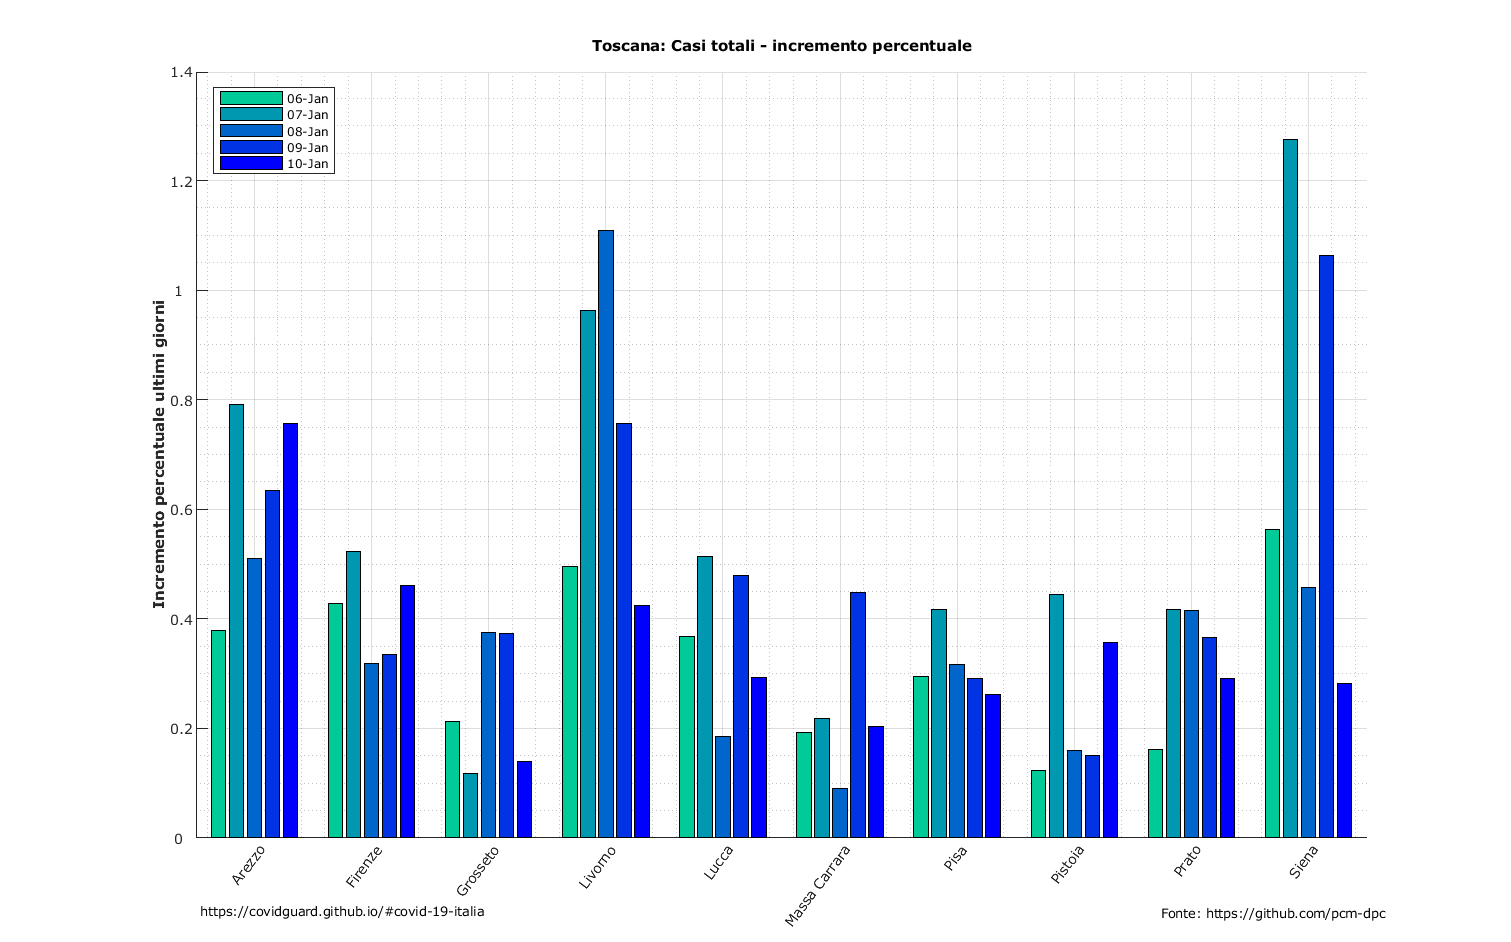 Toscana: Casi totali - incremento percentuale
1.4
1.2
1
0.8
0.6
0.4
0.2
0
Incremento percentuale ultimi giorni
06-Jan
07-Jan
08-Jan
09-Jan
10-Jan
Arezzo
Firenze
Grosseto
Livorno
Lucca
Massa Carrara
Pisa
Pistoia
Prato
Siena
https://covidguard.github.io/#covid-19-italia
Fonte: https://github.com/pcm-dpc